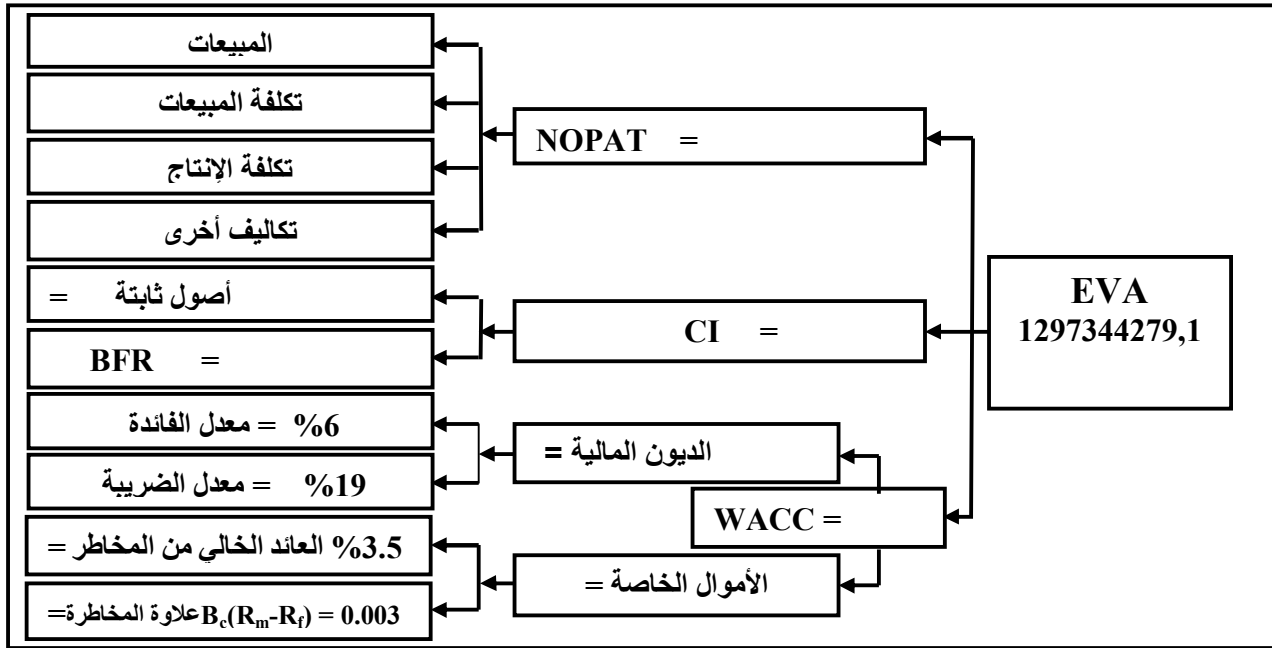 المبيعات
تكلفة المبيعات
تكلفة الإنتاج
تكاليف أخرى
NOPAT =
أصول ثابتة =
BFR =
CI =
EVA
1297344279,1
%6 = معدل الفائدة
%19 = معدل الضريبة
الديون المالية =
WACC =
%3.5 العائد الخالي من المخاطر =
Bc(Rm-Rf) = 0.003علاوة المخاطرة=
الأموال الخاصة =